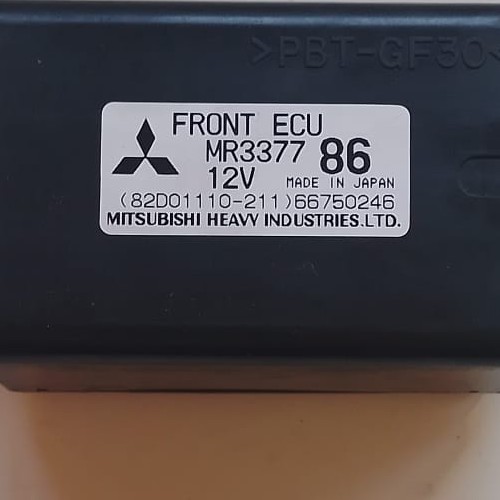 >PBT-GF30<
FRONT ECU
MR3377 86
12V MADE IN JAPAN
(82D01110-211)66750246
MITSUBISHI HEAVY INDUSTRIES.LTD.